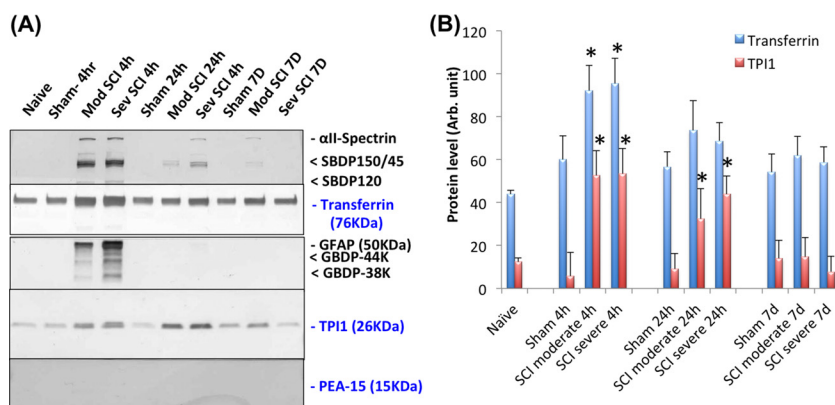 (A)
Naive
Sham- 4hr
Mod SCI 4h
Sev SCI 4h
Sham 24h
Mod SCI 24h
Sev SCI 4h
Sham 7D
Mod SCI 7D
Sev SCI 7D
- αII-Spectrin
< SBDP150/45
< SBDP120
- Transferrin
(76KDa)
- GFAP (50KDa)
< GBDP-44K
< GBDP-38K
- TPI1 (26KDa)
- PEA-15 (15KDa)
(B)
Transferrin
TPI1
Protein level (Arb. unit)
120
100
80
60
40
20
0
* * * * * *
Naïve
Sham 4h
SCI moderate 4h
SCI severe 4h
Sham 24h
SCI moderate 24h
SCI severe 24h
Sham 7d
SCI moderate 7d
SCI severe 7d